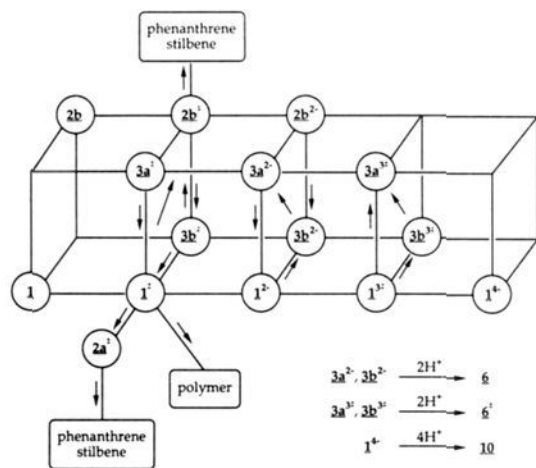 phenanthrene
stilbene
2b
2b⨪
2b²⁻
3a⨪
3a²⁻
3a³⨪
3b⨪
3b²⁻
3b³⨪
1
1⨪
1²⁻
1³⨪
1⁴⁻
2a⨪
polymer
phenanthrene
stilbene
3a²⁻, 3b²⁻ 2H⁺ → 6
3a³⨪, 3b³⨪ 2H⁺ → 6⨪
1⁴⁻ 4H⁺ → 10